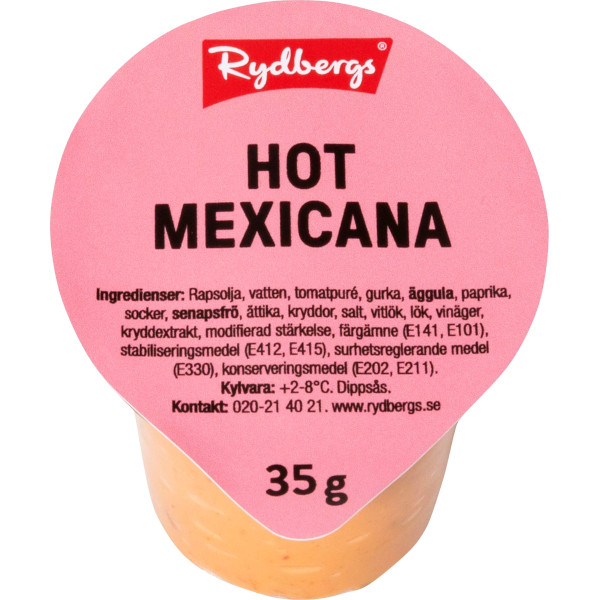 Rydbergs®
HOT
MEXICANA
Ingredienser: Rapsolja, vatten, tomatpuré, gurka, äggula, paprika,
socker, senapsfrö, ättika, kryddor, salt, vitlök, lök, vinäger,
kryddextrakt, modifierad stärkelse, färgämne (E141, E101),
stabiliseringsmedel (E412, E415), surhetsreglerande medel
(E330), konserveringsmedel (E202, E211).
Kylvara: +2-8°C. Dippsås.
Kontakt: 020-21 40 21. www.rydbergs.se
35 g